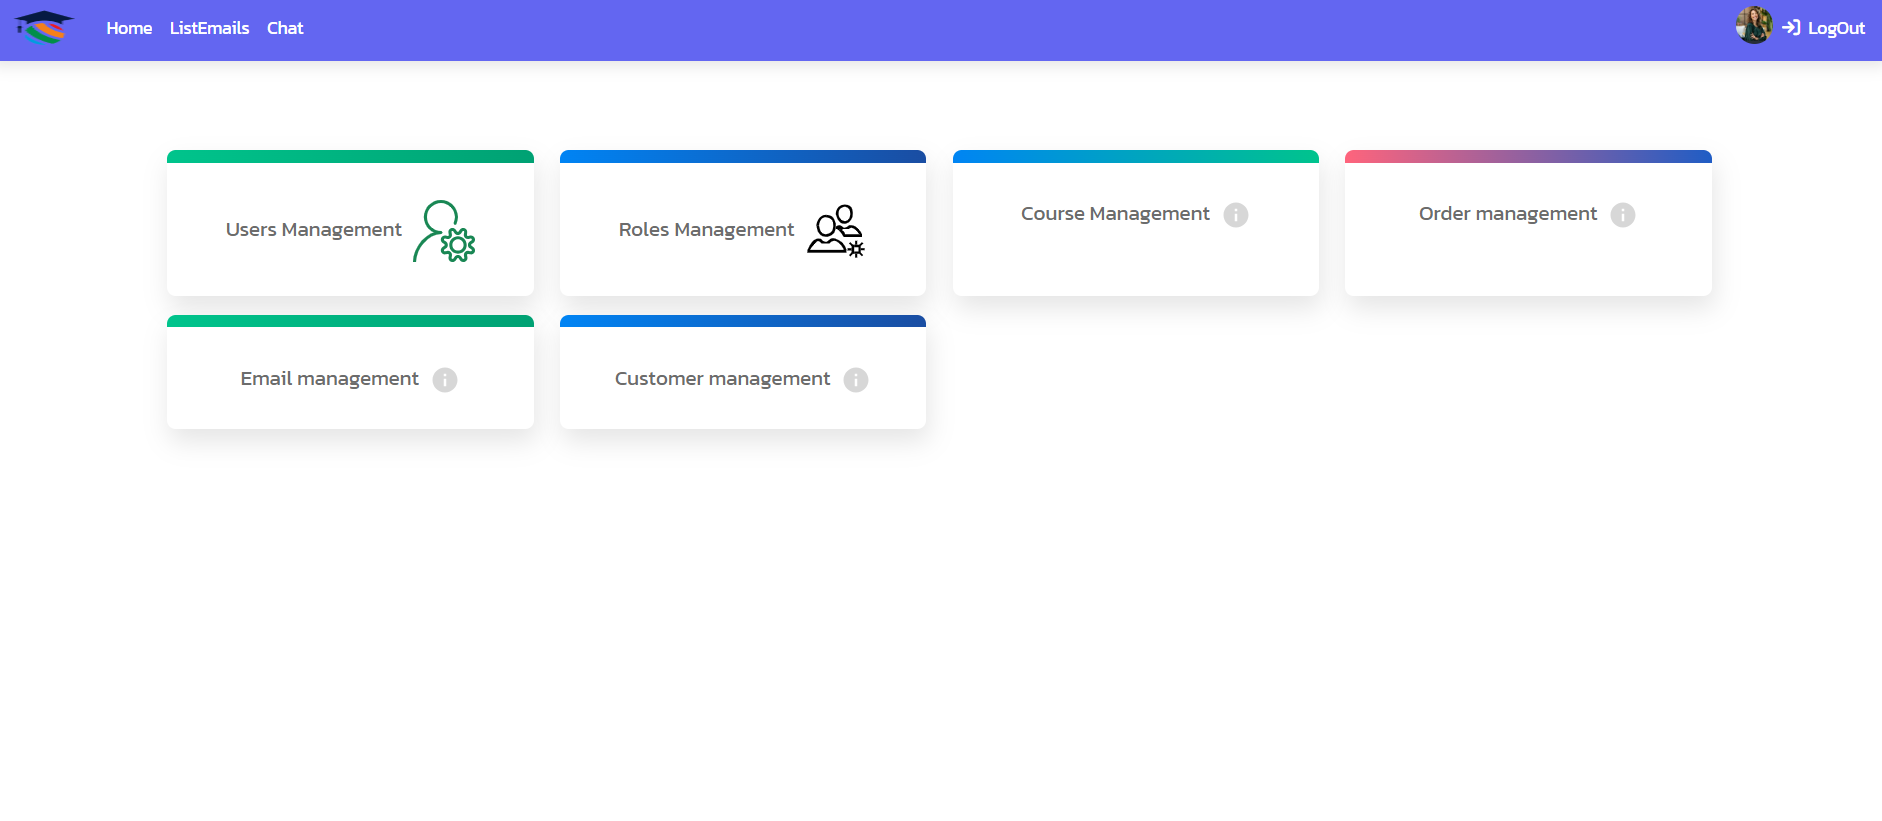 Home ListEmails Chat LogOut
Users Management
Roles Management
Course Management
Order management
Email management
Customer management